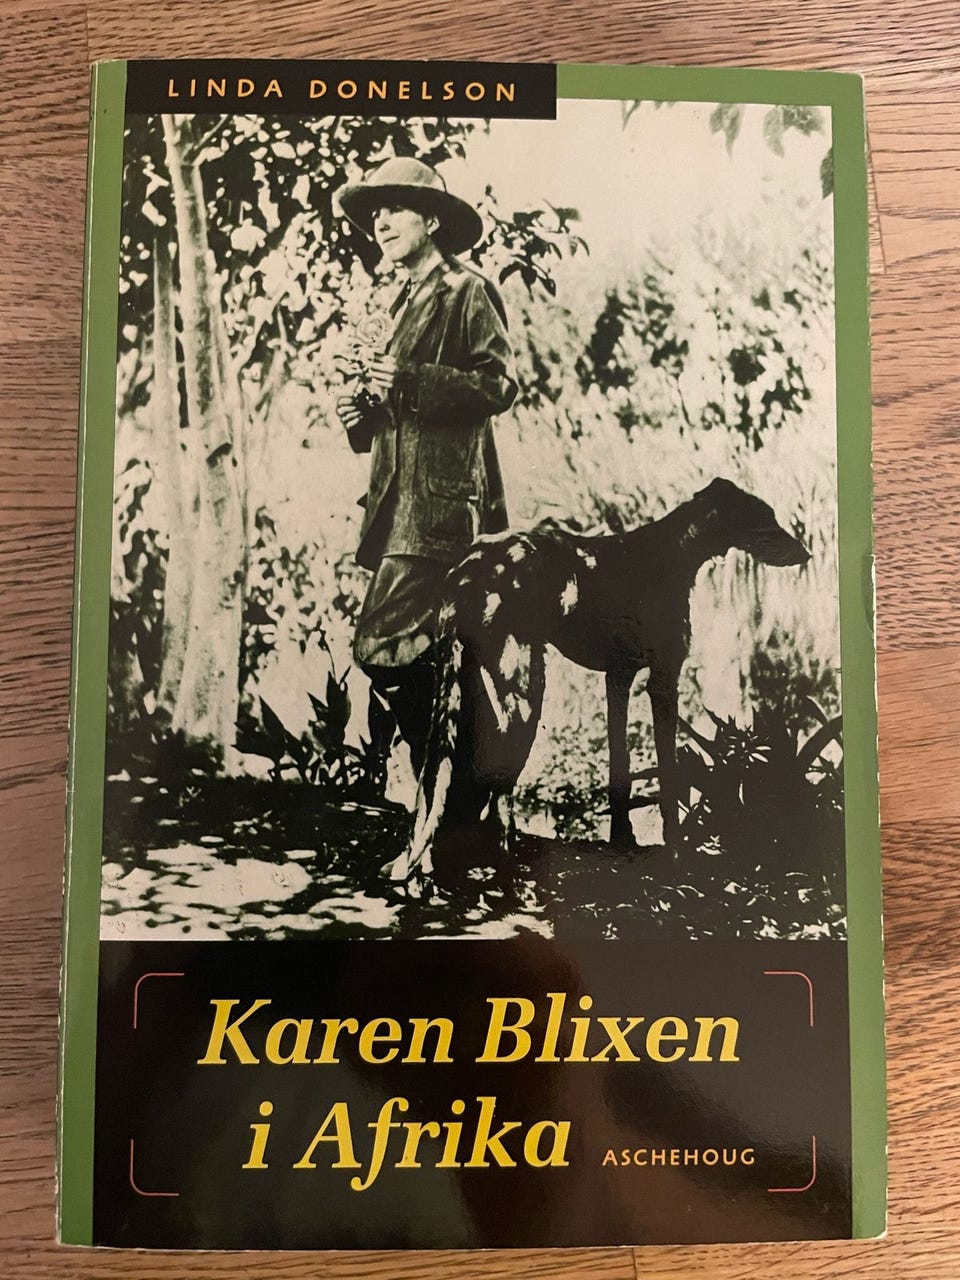 LINDA DONELSON
Karen Blixen
i Afrika
ASCHEHOUG